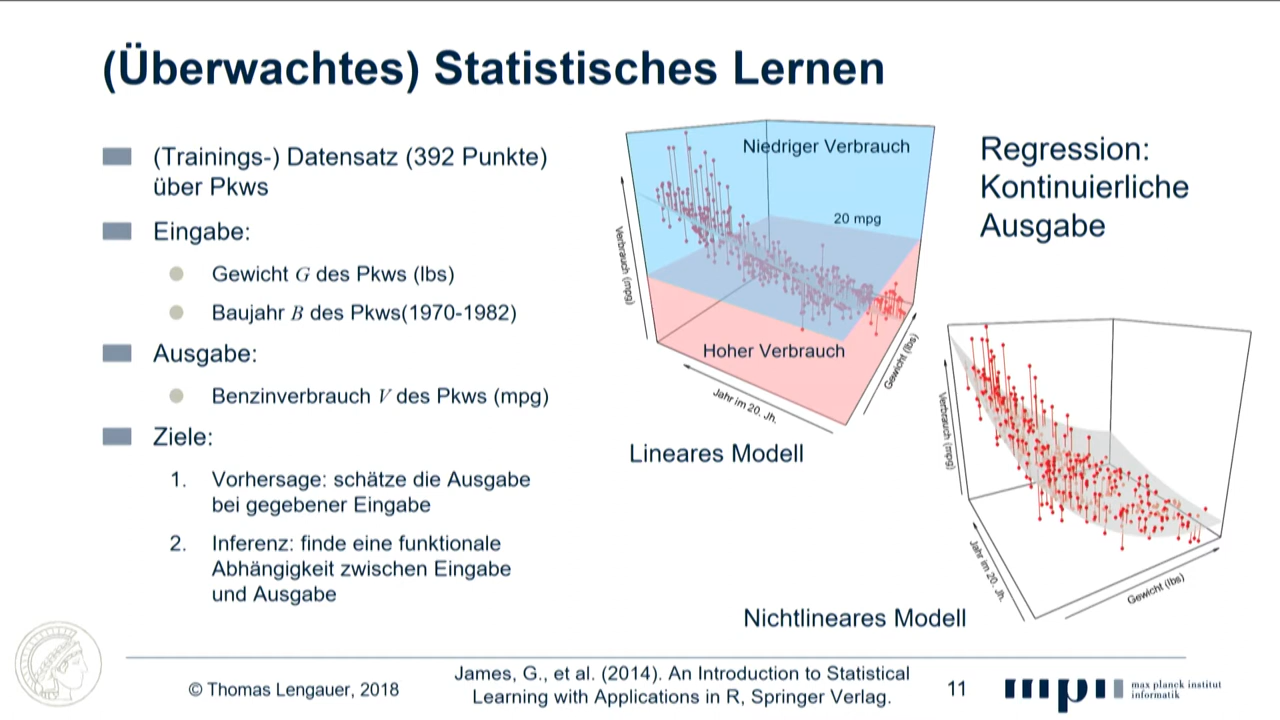 (Überwachtes) Statistisches Lernen
(Trainings-) Datensatz (392 Punkte)
über Pkws
Eingabe:
Gewicht G des Pkws (lbs)
Baujahr B des Pkws(1970-1982)
Ausgabe:
Benzinverbrauch V des Pkws (mpg)
Ziele:
1. Vorhersage: schätze die Ausgabe
bei gegebener Eingabe
2. Inferenz: finde eine funktionale
Abhängigkeit zwischen Eingabe
und Ausgabe
Niedriger Verbrauch
20 mpg
Verbrauch (mpg)
Hoher Verbrauch
Gewicht (lbs)
Jahr im 20. Jh.
Lineares Modell
Regression:
Kontinuierliche
Ausgabe
Verbrauch (mpg)
Jahr im 20. Jh.
Gewicht (lbs)
Nichtlineares Modell
© Thomas Lengauer, 2018
James, G., et al. (2014). An Introduction to Statistical
Learning with Applications in R, Springer Verlag.
11
mpi
max planck institut
informatik